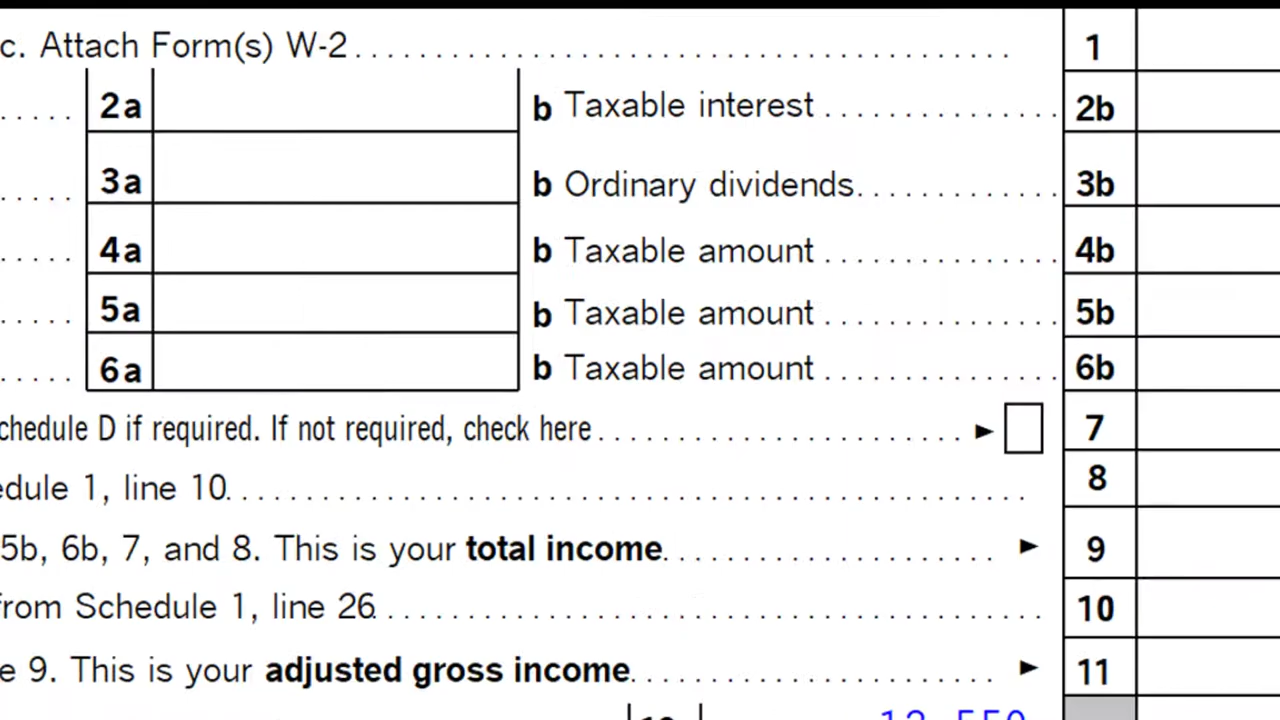 c. Attach Form(s) W-2 1
2a b Taxable interest 2b
3a b Ordinary dividends 3b
4a b Taxable amount 4b
5a b Taxable amount 5b
6a b Taxable amount 6b
chedule D if required. If not required, check here ► 7
edule 1, line 10 8
5b, 6b, 7, and 8. This is your total income ► 9
from Schedule 1, line 26 10
e 9. This is your adjusted gross income ► 11
12,550